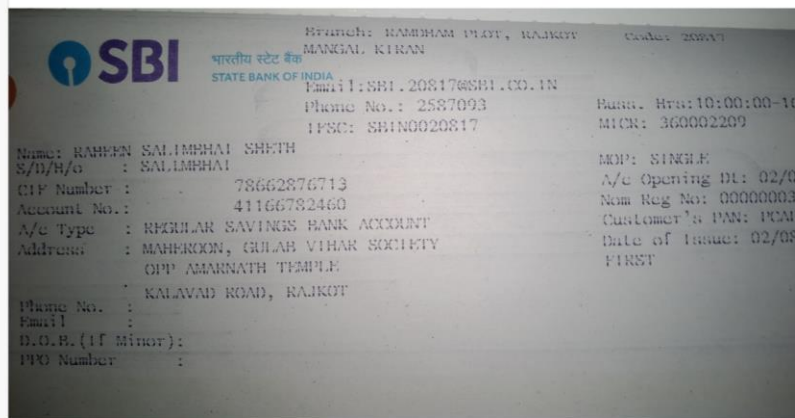 SBI
भारतीय स्टेट बैंक
STATE BANK OF INDIA
Branch: RAMDHAM PLOT, RAJKOT Code: 20817
MANGAL KIRAN
Email:SBI.20817@SBI.CO.IN
Phone No.: 2587093 Buss. Hrs:10:00:00-16
IFSC: SBIN0020817 MICR: 360002209
Name: RAHEEN SALIMBHAI SHETH
S/D/H/o : SALIMBHAI MOP: SINGLE
CIF Number : 78662876713 A/c Opening Dt: 02/0
Account No.: 41166782460 Nom Reg No: 00000003
A/c Type : REGULAR SAVINGS BANK ACCOUNT Customer's PAN:
Address : MAHEROON, GULAB VIHAR SOCIETY Date of Issue: 02/08
OPP AMARNATH TEMPLE FIRST
KALAVAD ROAD, RAJKOT
Phone No. :
Email :
D.O.B.(if Minor):
PPO Number :